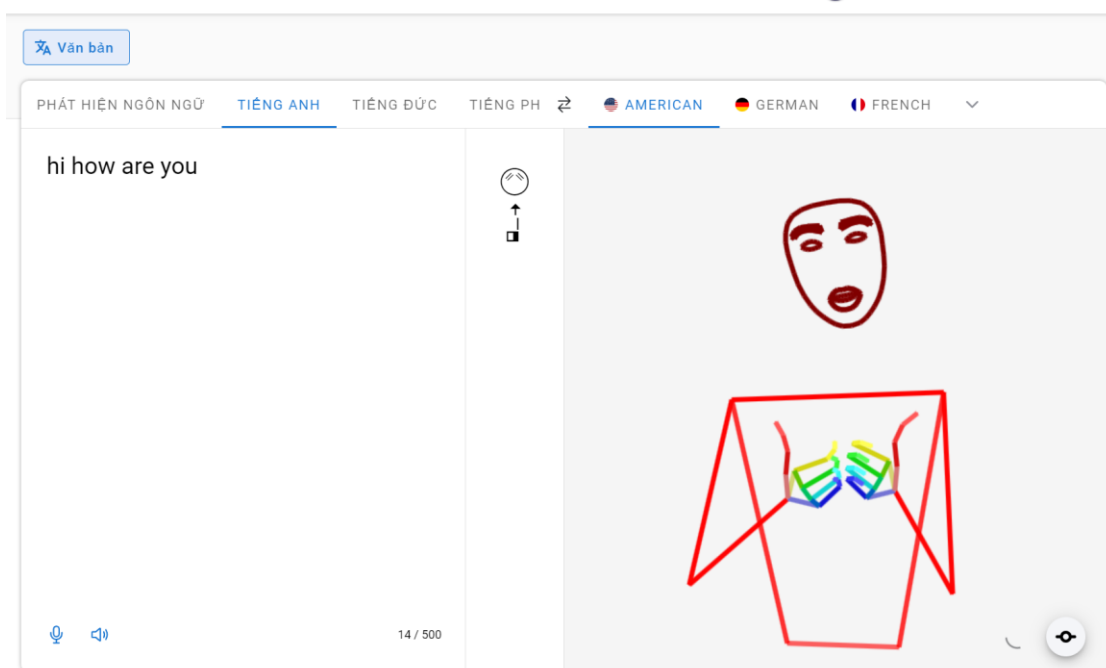 Văn bản
PHÁT HIỆN NGÔN NGỮ TIẾNG ANH TIẾNG ĐỨC TIẾNG PH AMERICAN GERMAN FRENCH
hi how are you
14 / 500